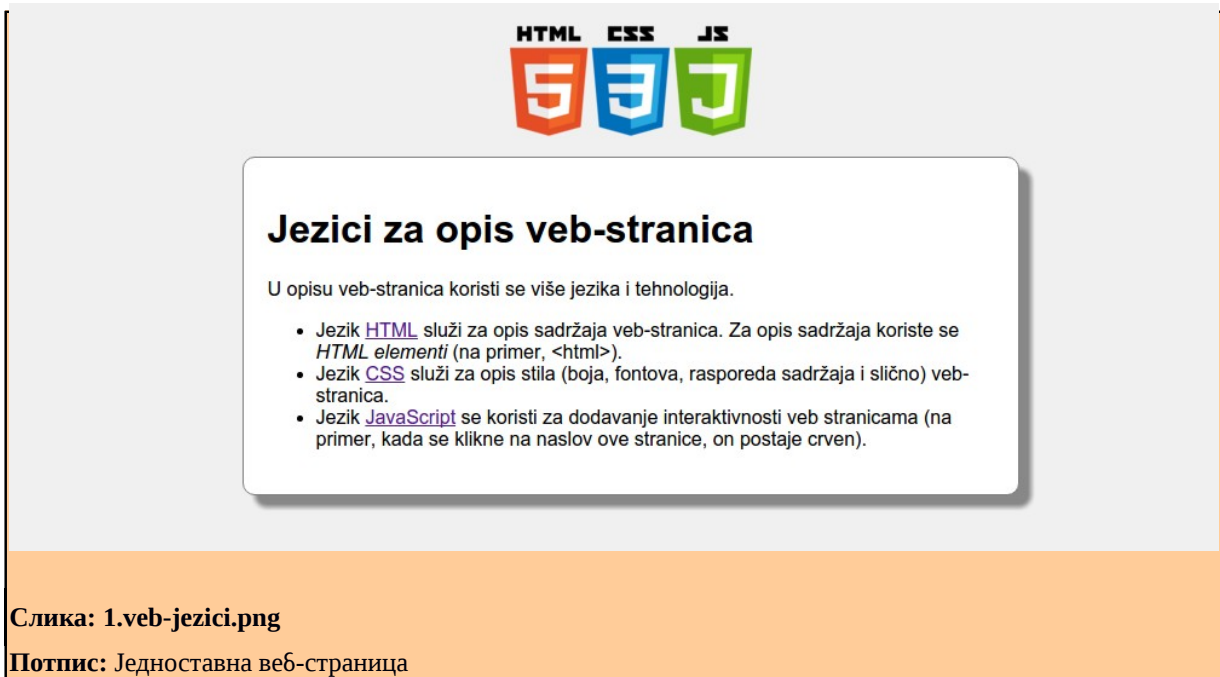 HTML CSS JS
5 3 J
Jezici za opis veb-stranica
U opisu veb-stranica koristi se više jezika i tehnologija.
• Jezik HTML služi za opis sadržaja veb-stranica. Za opis sadržaja koriste se
HTML elementi (na primer, <html>).
• Jezik CSS služi za opis stila (boja, fontova, rasporeda sadržaja i slično) veb-
stranica.
• Jezik JavaScript se koristi za dodavanje interaktivnosti veb stranicama (na
primer, kada se klikne na naslov ove stranice, on postaje crven).
Слика: 1.veb-jezici.png
Потпис: Једноставна веб-страница